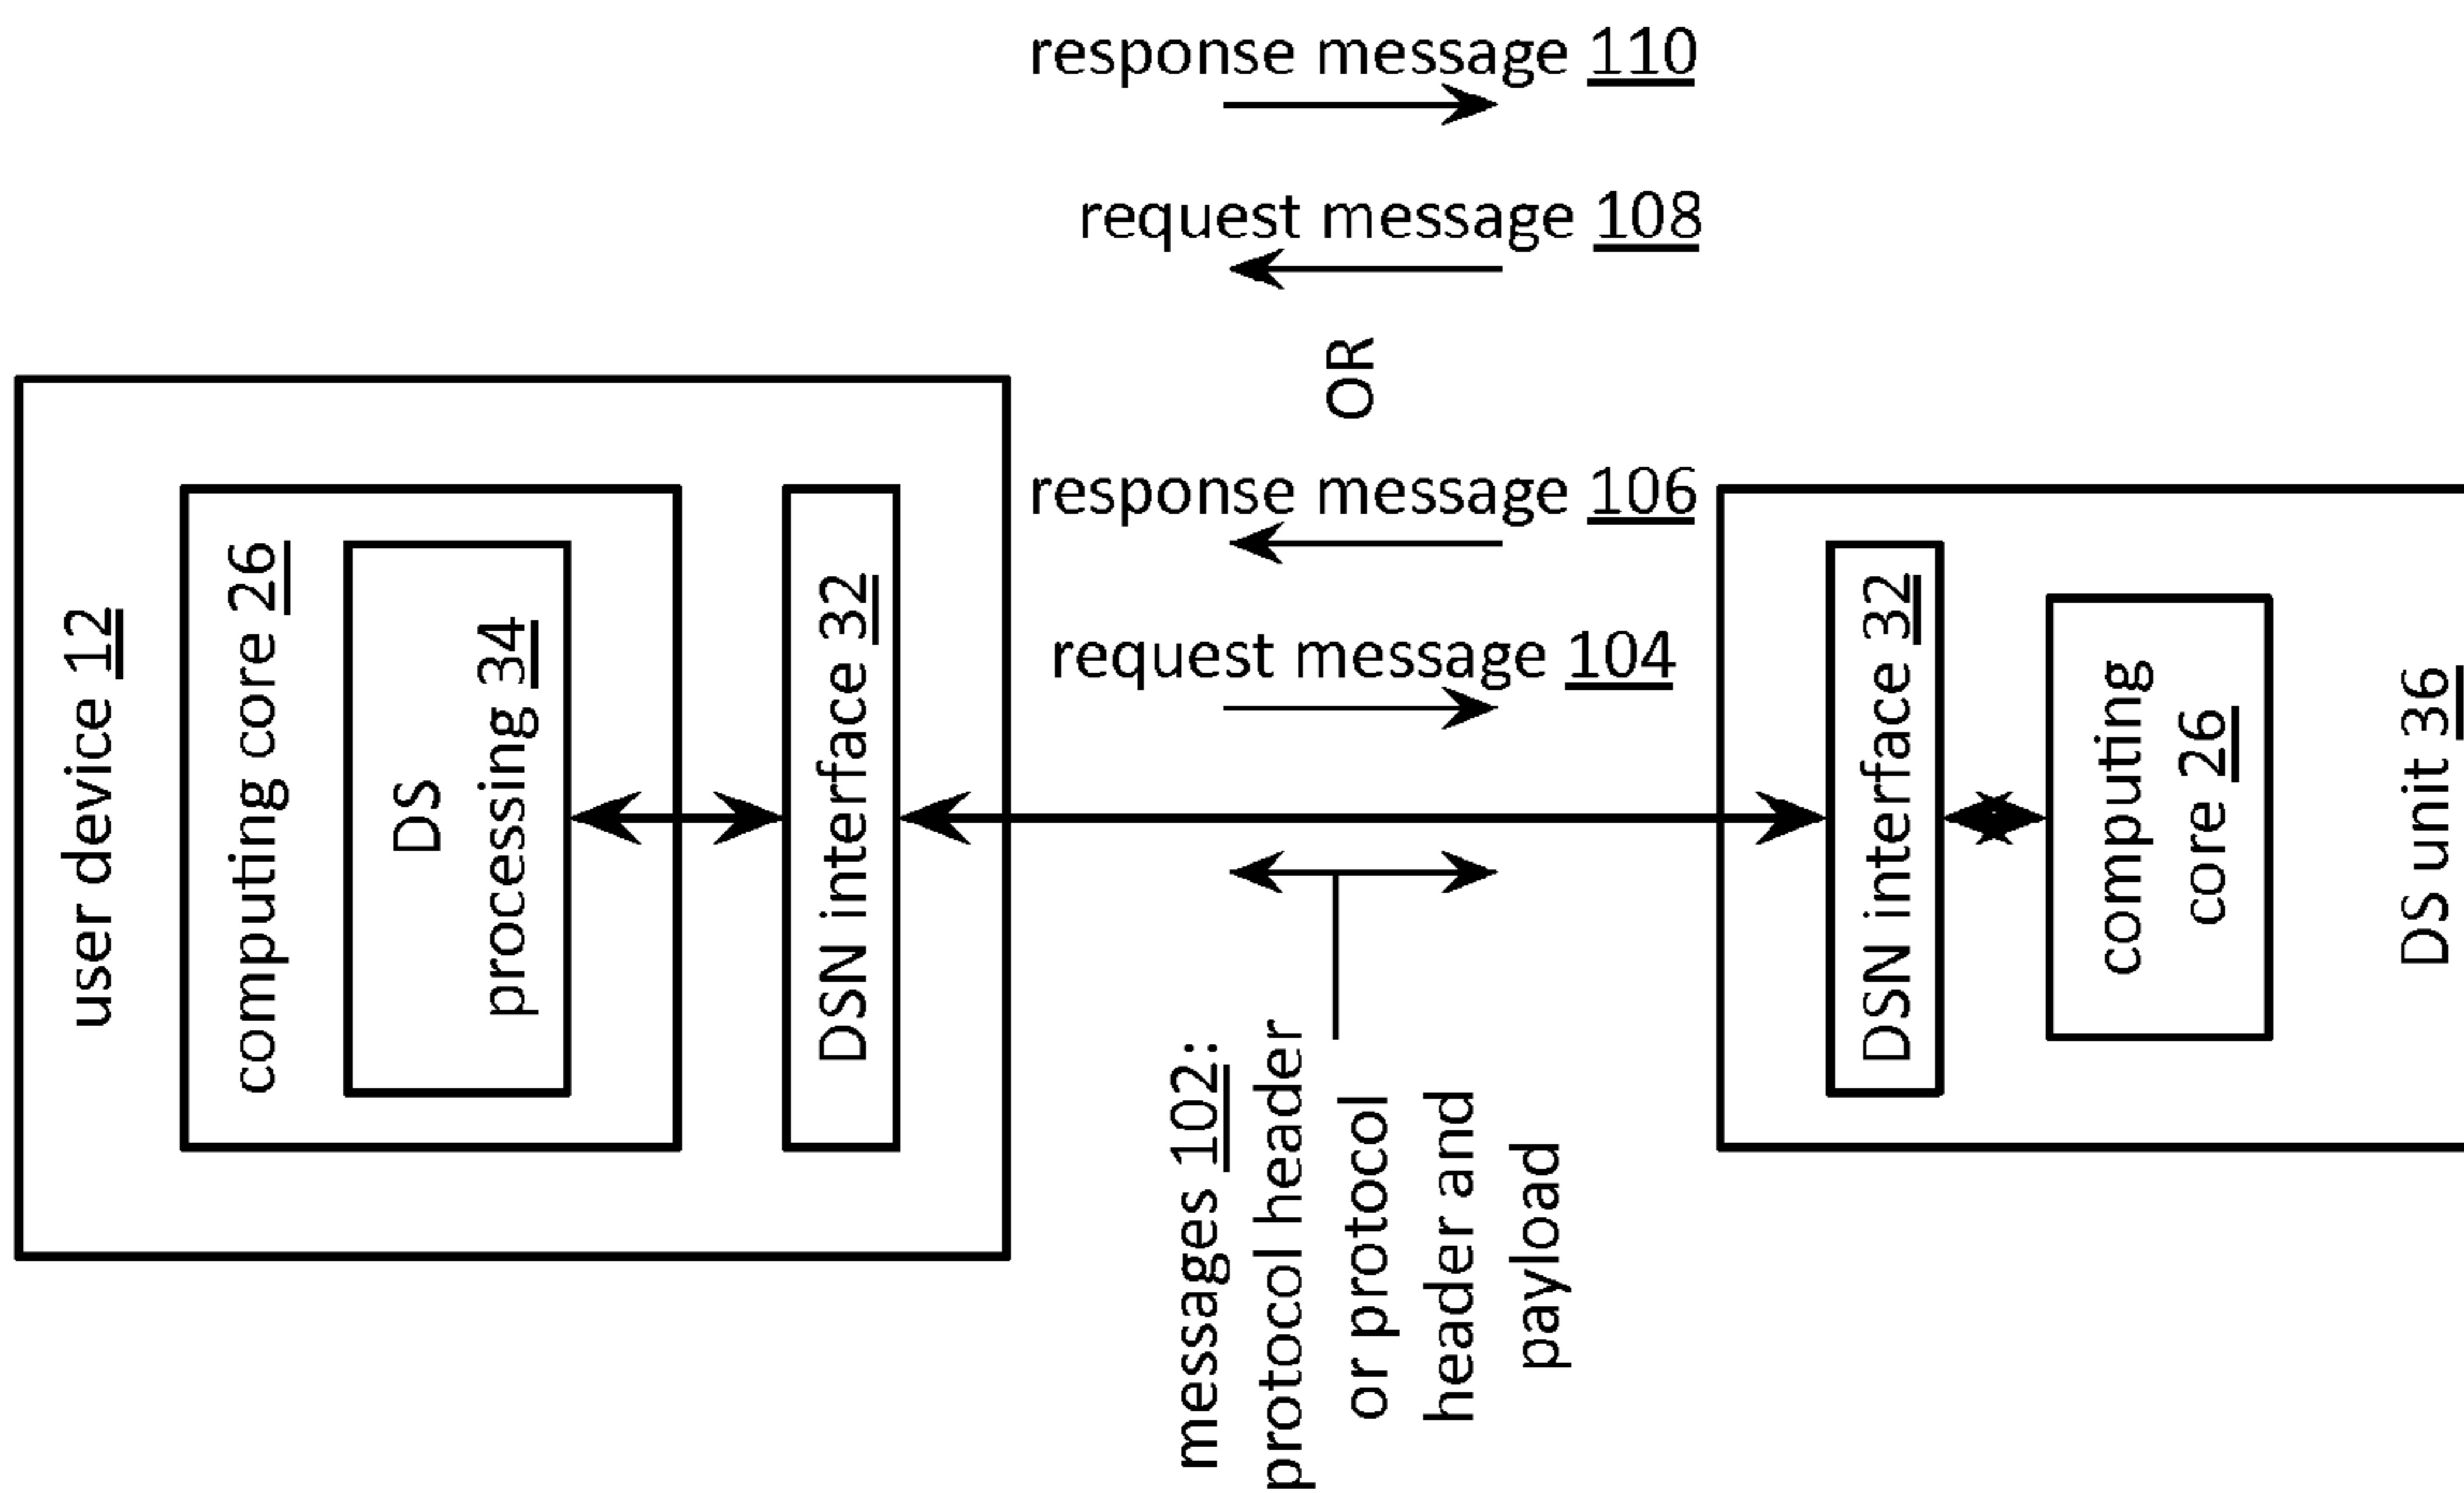 response message 110
request message 108
OR
response message 106
request message 104
user device 12
computing core 26
DS
processing 34
DSN interface 32
messages 102:
protocol header
or protocol
header and
payload
DSN interface 32
computing
core 26
DS unit 36